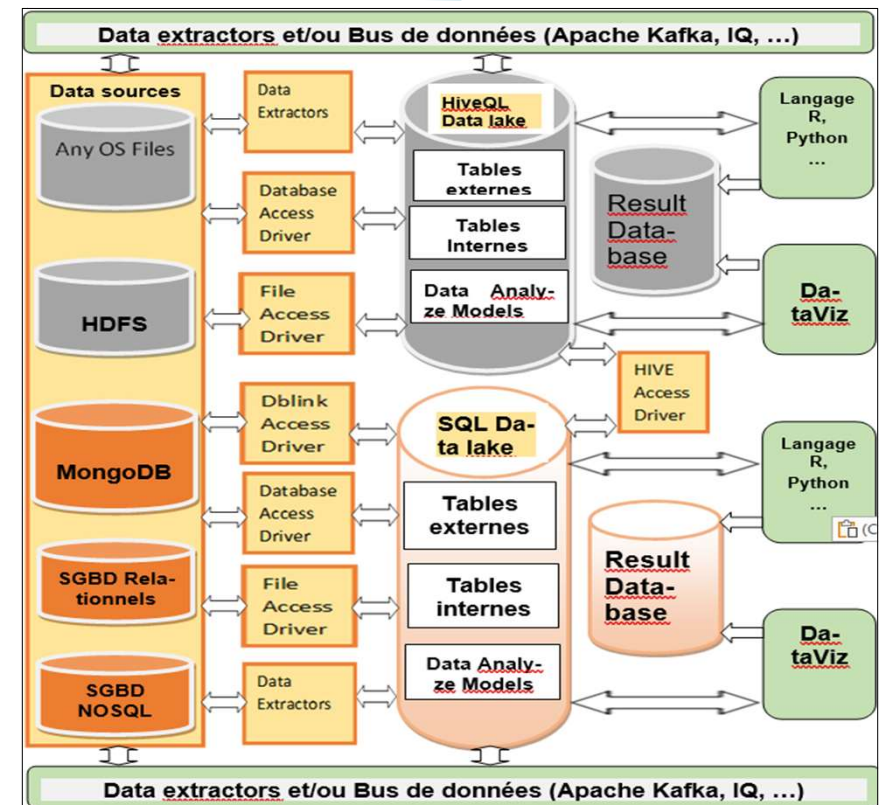 Data extractors et/ou Bus de données (Apache Kafka, IQ, …)
Data sources
Any OS Files
HDFS
MongoDB
SGBD Rela-
tionnels
SGBD
NOSQL
Data
Extractors
Database
Access
Driver
File
Access
Driver
Dblink
Access
Driver
Database
Access
Driver
File
Access
Driver
Data
Extractors
HiveQL
Data lake
Tables
externes
Tables
Internes
Data Analy-
ze Models
SQL Da-
ta lake
Tables
externes
Tables
internes
Data Analy-
ze Models
HIVE
Access
Driver
Result
Data-
base
Result
Data-
base
Langage
R,
Python
…
Da-
taViz
Langage
R,
Python
…
(C
Da-
taViz
Data extractors et/ou Bus de données (Apache Kafka, IQ, …)